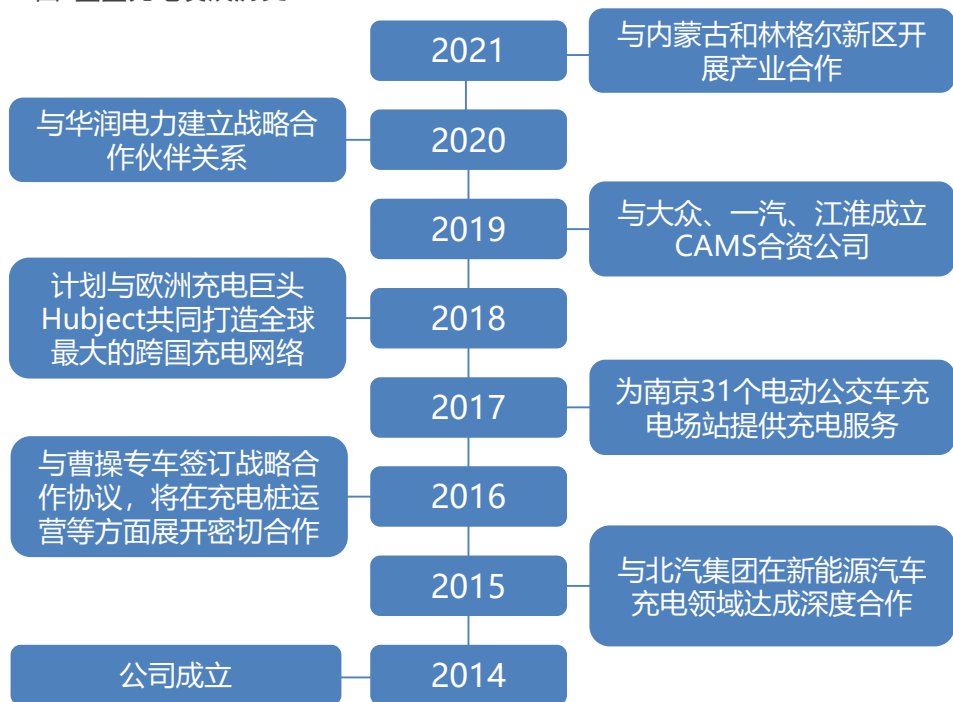 2021
与内蒙古和林格尔新区开
展产业合作
与华润电力建立战略合
作伙伴关系
2020
2019
与大众、一汽、江淮成立
CAMS合资公司
计划与欧洲充电巨头
Hubject共同打造全球
最大的跨国充电网络
2018
2017
为南京31个电动公交车充
电场站提供充电服务
与曹操专车签订战略合
作协议，将在充电桩运
营等方面展开密切合作
2016
2015
与北汽集团在新能源汽车
充电领域达成深度合作
公司成立
2014